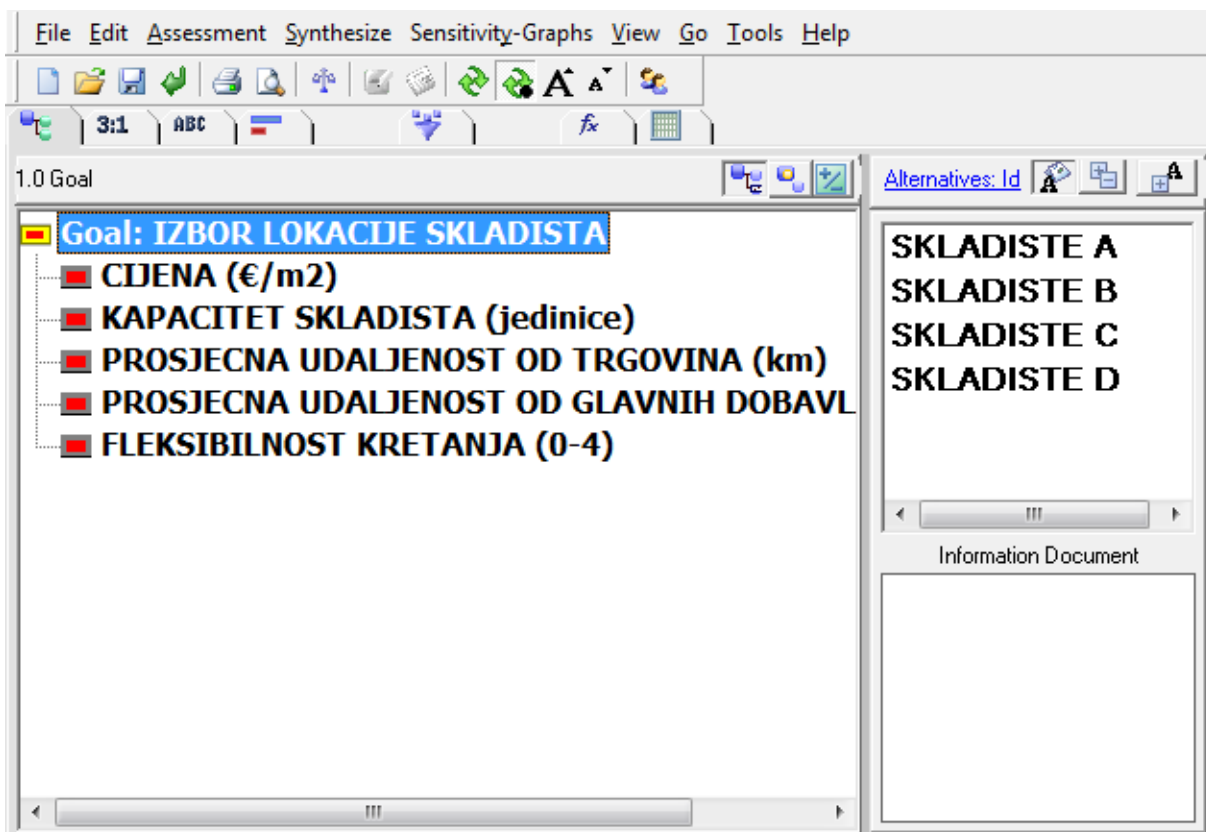 File Edit Assessment Synthesize Sensitivity-Graphs View Go Tools Help
3:1 ABC fx
1.0 Goal
Goal: IZBOR LOKACIJE SKLADISTA
CIJENA (€/m2)
KAPACITET SKLADISTA (jedinice)
PROSJECNA UDALJENOST OD TRGOVINA (km)
PROSJECNA UDALJENOST OD GLAVNIH DOBAVL
FLEKSIBILNOST KRETANJA (0-4)
Alternatives: Id
SKLADISTE A
SKLADISTE B
SKLADISTE C
SKLADISTE D
Information Document